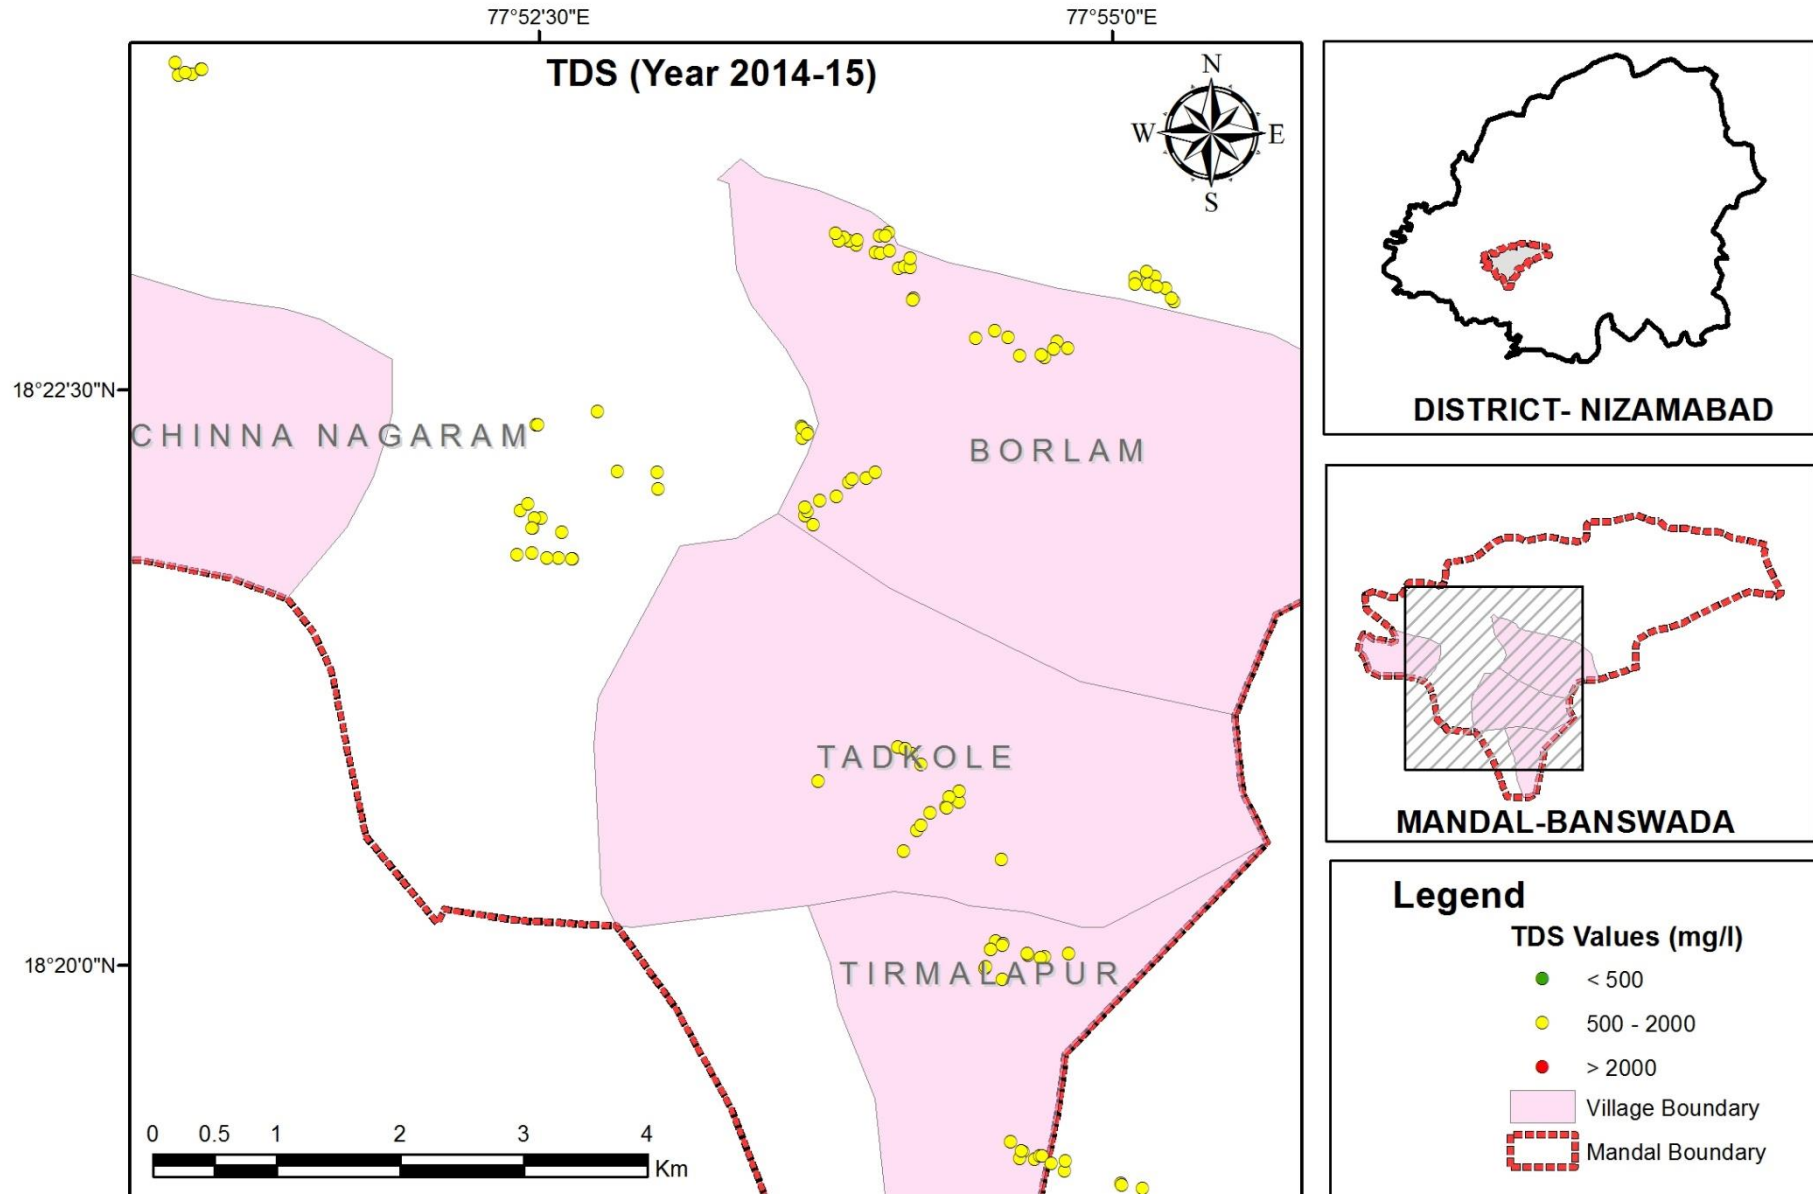 77°52'30"E
77°55'0"E
TDS (Year 2014-15)
N
W
E
S
18°22'30"N
CHINNA NAGARAM
BORLAM
TADKOLE
18°20'0"N
TIRMALAPUR
0 0.5 1 2 3 4
Km
DISTRICT- NIZAMABAD
MANDAL-BANSWADA
Legend
TDS Values (mg/l)
< 500
500 - 2000
> 2000
Village Boundary
Mandal Boundary